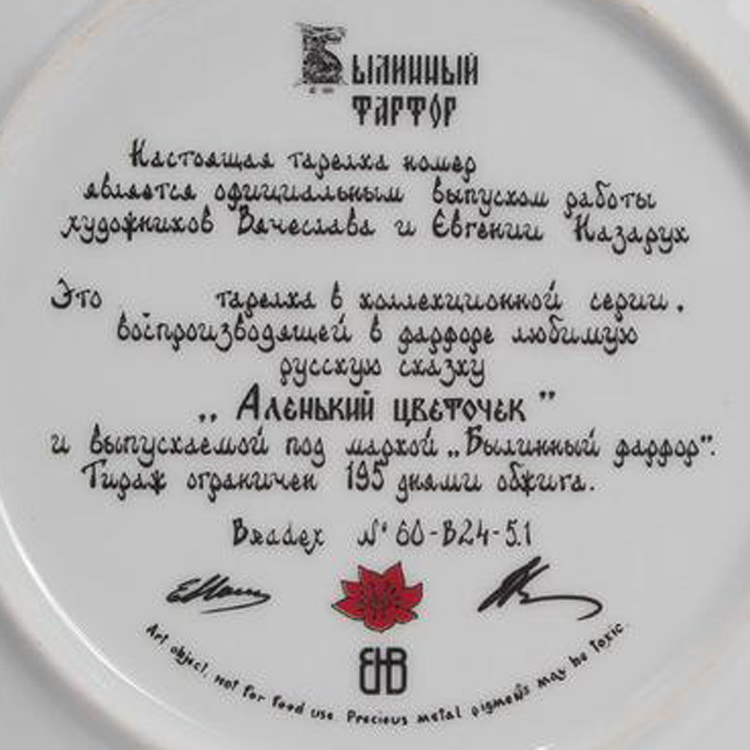 Былинный
фарфор
Настоящая тарелка номер
является официальным выпуском работы
художников Вячеслава и Евгении Назарук
Это тарелка в коллекционной серии,
воспроизводящей в фарфоре любимую
русскую сказку
„Аленький цветочек”
и выпускаемой под маркой „Былинный фарфор”.
Тираж ограничен 195 днями обжига.
Bradex № 60-B24-5.1
Art object, not for food use. Precious metal pigments may be toxic.